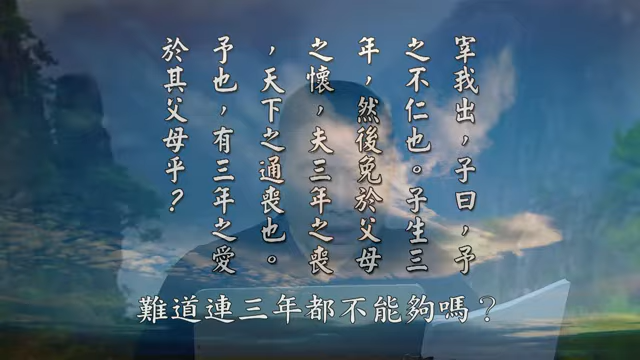 宰我出，子曰，予
之不仁也。子生三
年，然後免於父母
之懷，夫三年之喪
，天下之通喪也。
予也，有三年之愛
於其父母乎？
難道連三年都不能夠嗎？